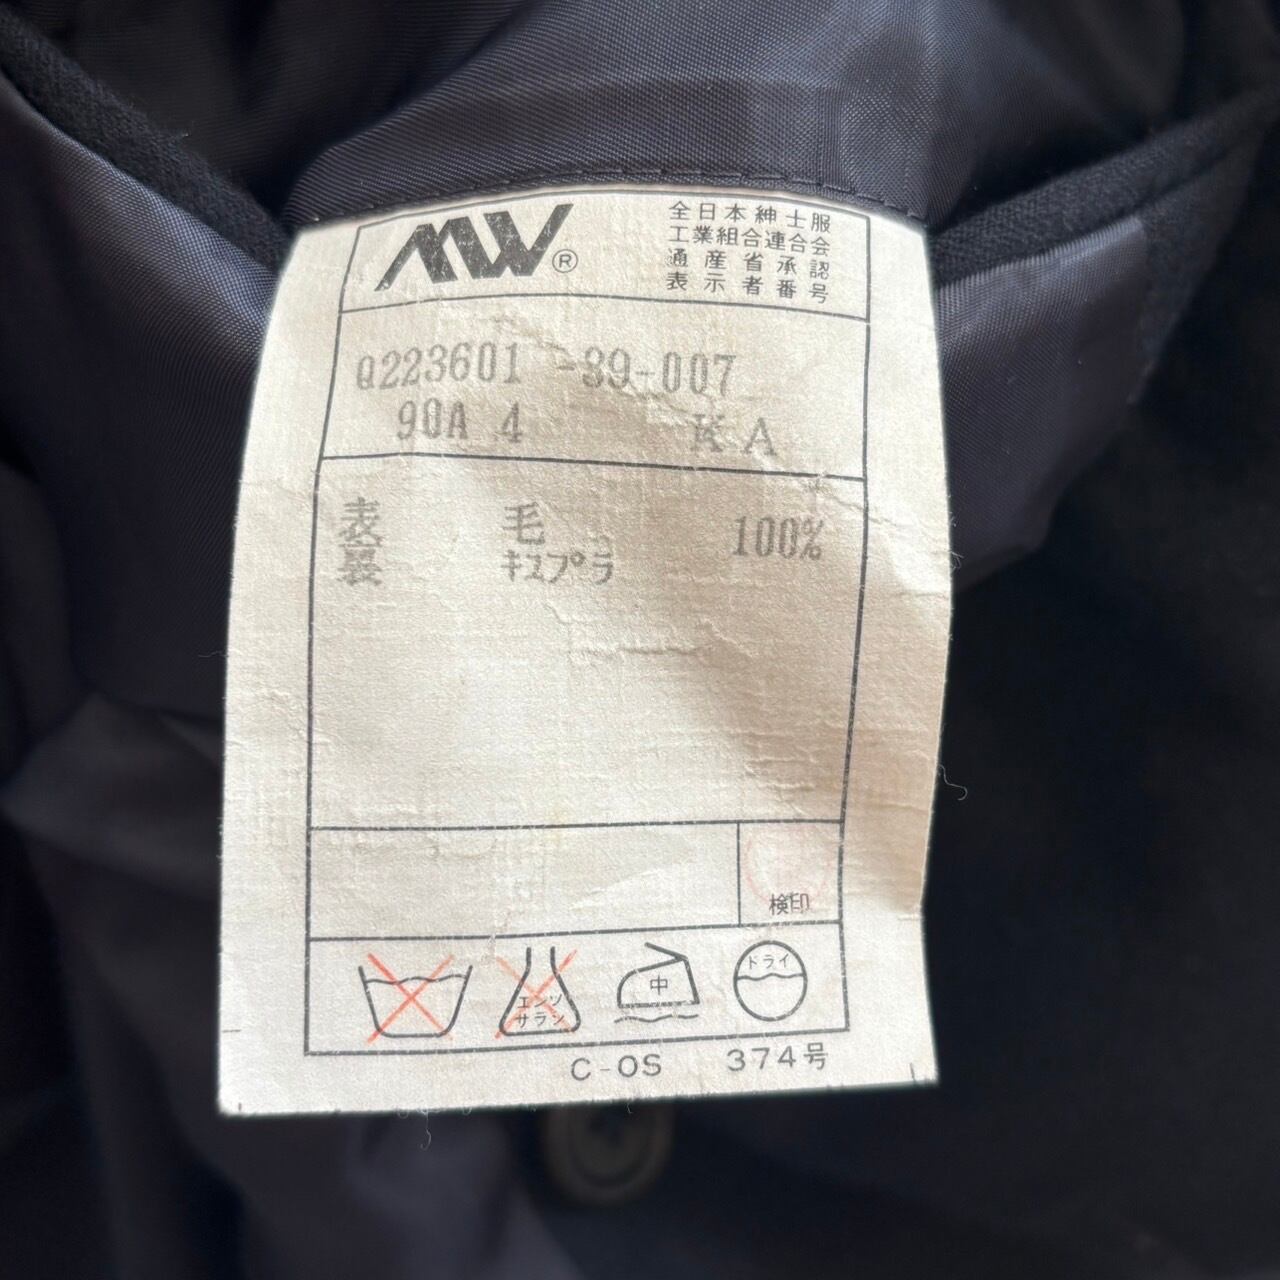 MW®
全日本紳士服
工業組合連合会
通産省承認
表示者番号
Q223601 -39-007
90A 4 KA
表 毛 100%
裏 キュプラ
検印
エンソ
サラシ
中
ドライ
C-OS 374号